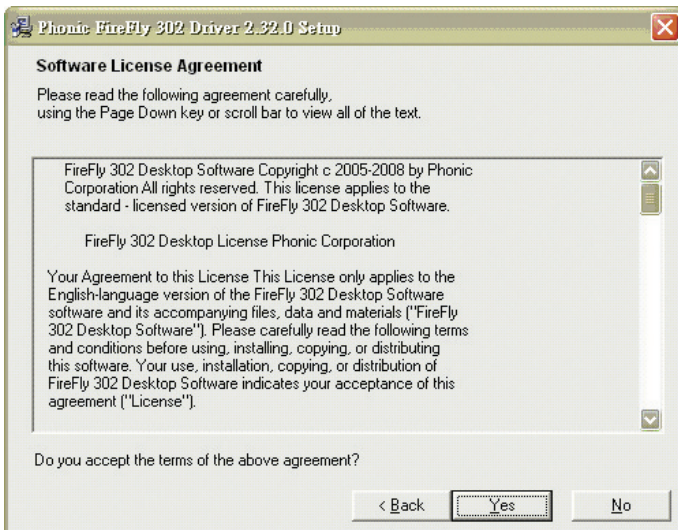 Phonic FireFly 302 Driver 2.32.0 Setup
Software License Agreement
Please read the following agreement carefully,
using the Page Down key or scroll bar to view all of the text.
FireFly 302 Desktop Software Copyright c 2005-2008 by Phonic
Corporation All rights reserved. This license applies to the
standard - licensed version of FireFly 302 Desktop Software.
FireFly 302 Desktop License Phonic Corporation
Your Agreement to this License This License only applies to the
English-language version of the FireFly 302 Desktop Software
software and its accompanying files, data and materials ("FireFly
302 Desktop Software"). Please carefully read the following terms
and conditions before using, installing, copying, or distributing
this software. Your use, installation, copying, or distribution of
FireFly 302 Desktop Software indicates your acceptance of this
agreement ("License").
Do you accept the terms of the above agreement?
< Back Yes No